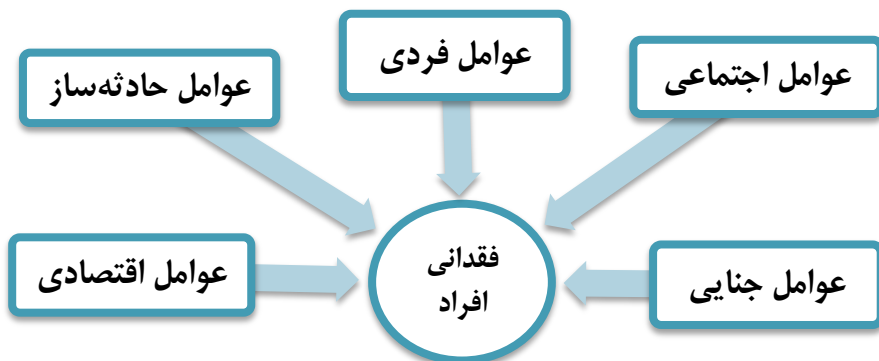 عوامل فردی
عوامل اجتماعی
عوامل حادثه‌ساز
فقدانی
افراد
عوامل جنایی
عوامل اقتصادی